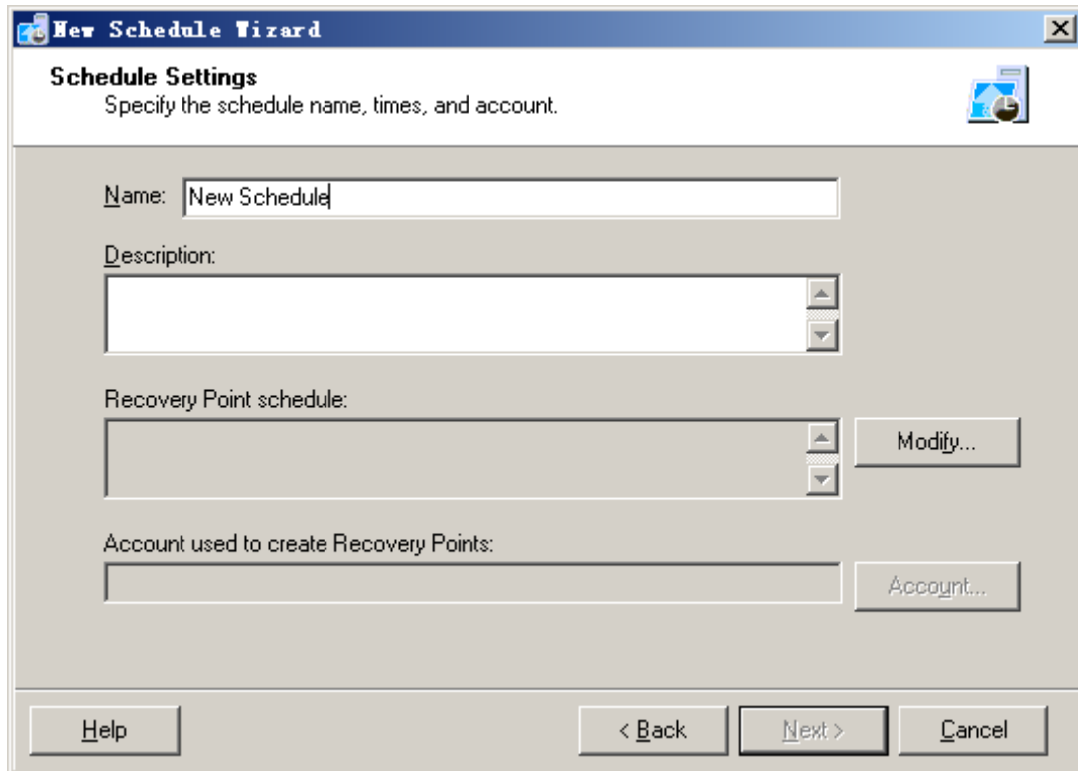 New Schedule Wizard
Schedule Settings
Specify the schedule name, times, and account.
Name: New Schedule
Description:
Recovery Point schedule:
Modify...
Account used to create Recovery Points:
Account...
Help < Back Next > Cancel